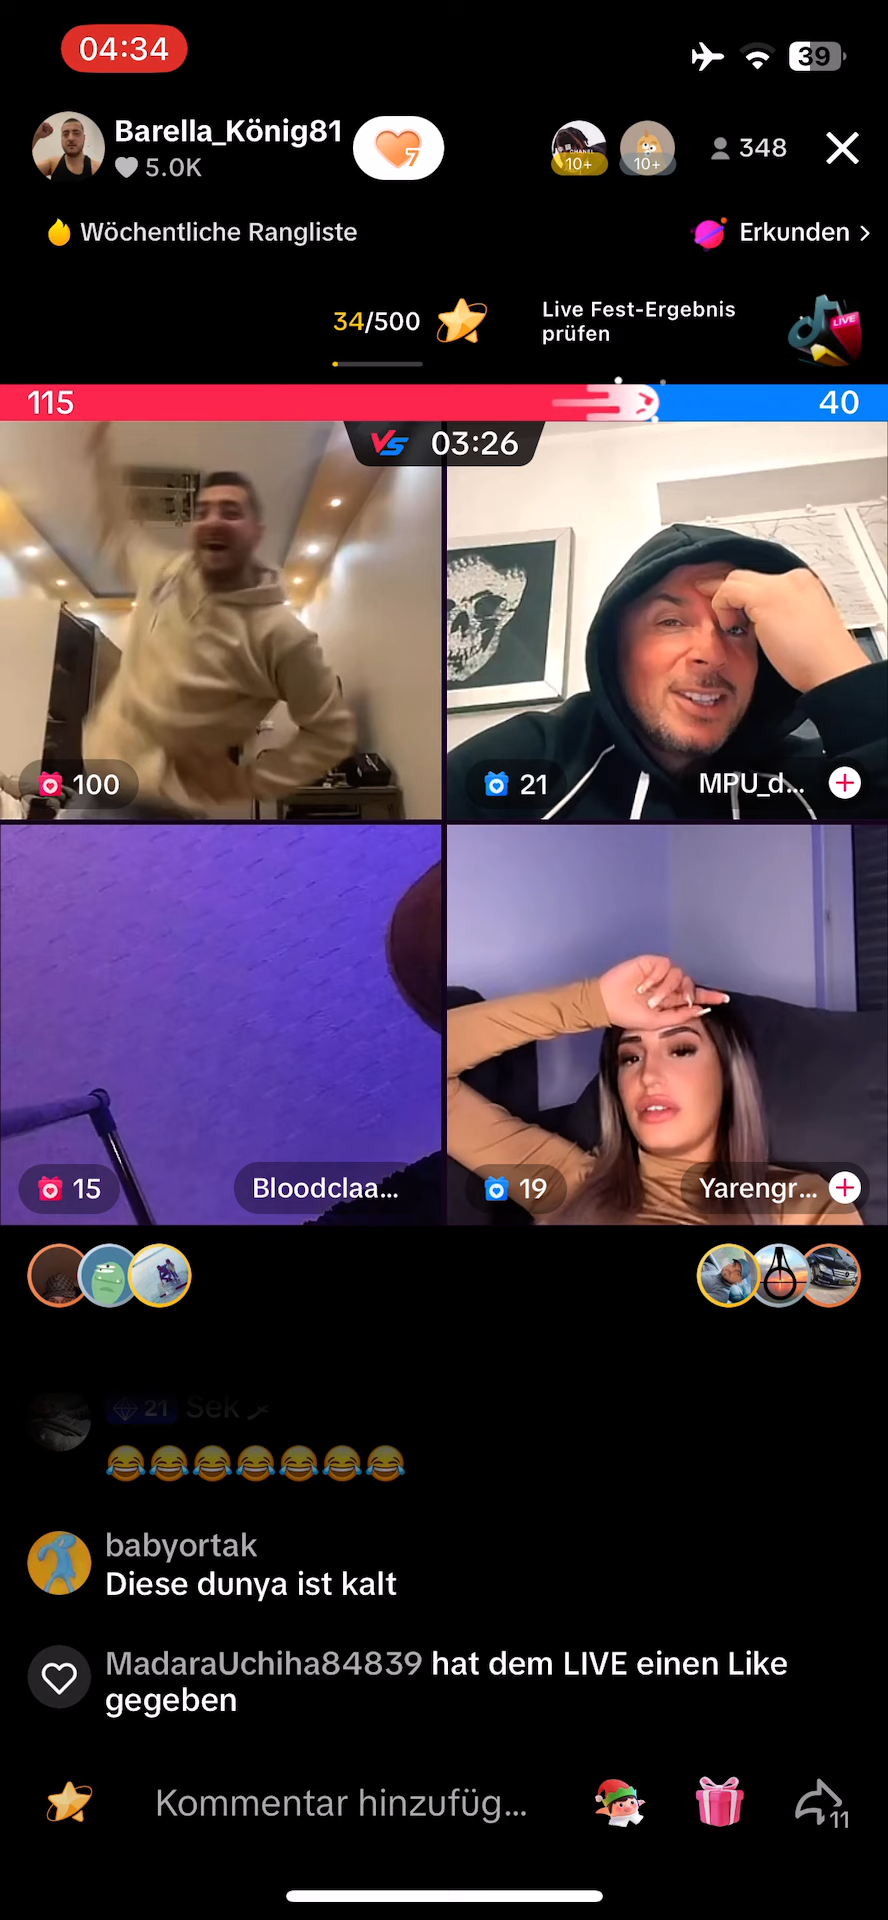 04:34
39
Barella_König81
5.0K
7
10+
10+
348
Wöchentliche Rangliste
Erkunden >
34/500
Live Fest-Ergebnis
prüfen
LIVE
115
40
VS 03:26
100
21
MPU_d...
15
Bloodclaa...
19
Yarengr...
21 Sek
😂😂😂😂😂😂😂
babyortak
Diese dunya ist kalt
MadaraUchiha84839 hat dem LIVE einen Like
gegeben
Kommentar hinzufüg...
11